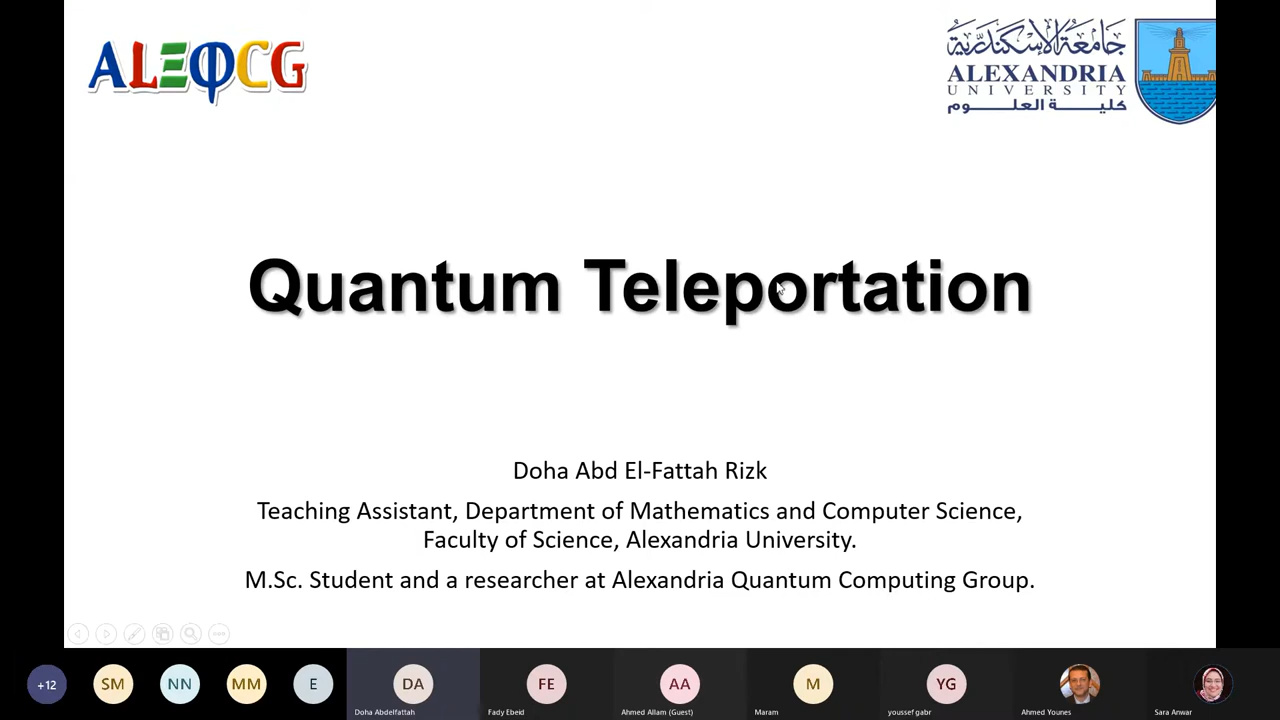 ALEΦCG
جامعة الإسكندرية
ALEXANDRIA
UNIVERSITY
كلية العلوم
Quantum Teleportation
Doha Abd El-Fattah Rizk
Teaching Assistant, Department of Mathematics and Computer Science,
Faculty of Science, Alexandria University.
M.Sc. Student and a researcher at Alexandria Quantum Computing Group.
+12
SM
NN
MM
E
DA
FE
AA
M
YG
Doha Abdelfattah
Fady Ebeid
Ahmed Allam (Guest)
Maram
youssef gabr
Ahmed Younes
Sara Anwar